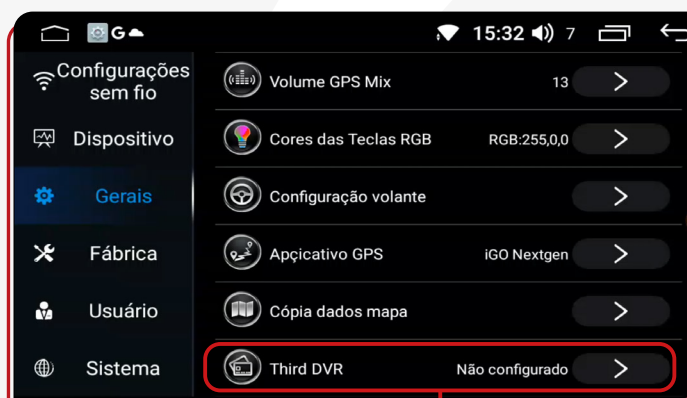 G 15:32 7
Configurações
sem fio
Dispositivo
Gerais
Fábrica
Usuário
Sistema
Volume GPS Mix 13
Cores das Teclas RGB RGB:255,0,0
Configuração volante
Apçicativo GPS iGO Nextgen
Cópia dados mapa
Third DVR Não configurado